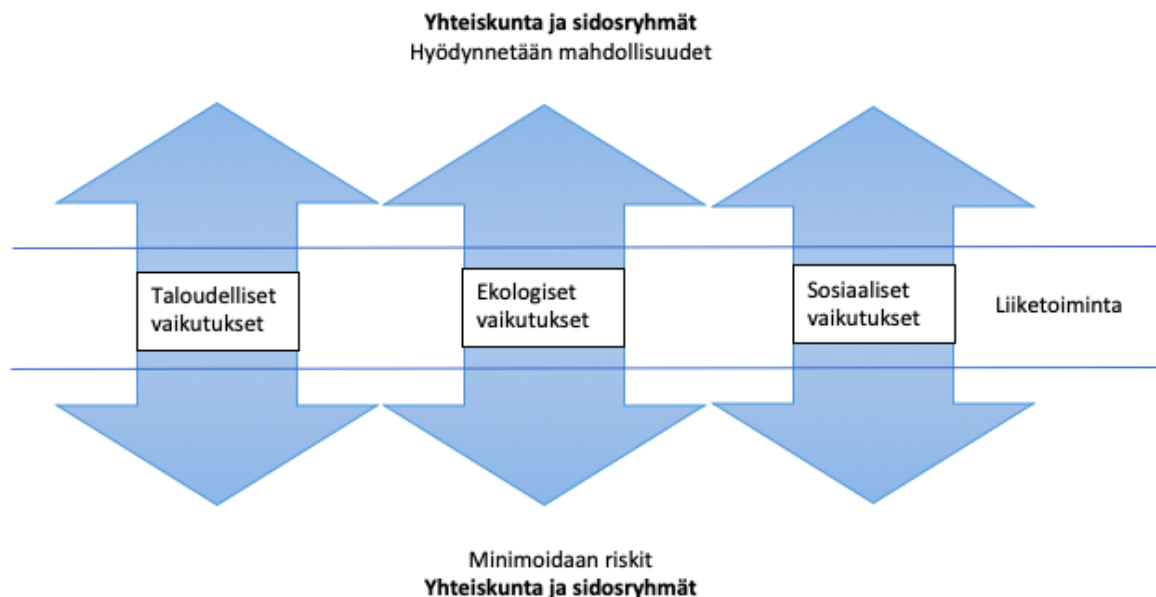 Yhteiskunta ja sidosryhmät
Hyödynnetään mahdollisuudet
Taloudelliset
vaikutukset
Ekologiset
vaikutukset
Sosiaaliset
vaikutukset
Liiketoiminta
Minimoidaan riskit
Yhteiskunta ja sidosryhmät